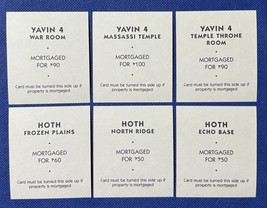 YAVIN 4
WAR ROOM
•
MORTGAGED
FOR $90
•
Card must be turned this side up if
property is mortgaged
YAVIN 4
MASSASSI TEMPLE
•
MORTGAGED
FOR $100
•
Card must be turned this side up if
property is mortgaged
YAVIN 4
TEMPLE THRONE
ROOM
•
MORTGAGED
FOR $90
•
Card must be turned this side up if
property is mortgaged
HOTH
FROZEN PLAINS
•
MORTGAGED
FOR $60
•
Card must be turned this side up if
property is mortgaged
HOTH
NORTH RIDGE
•
MORTGAGED
FOR $50
•
Card must be turned this side up if
property is mortgaged
HOTH
ECHO BASE
•
MORTGAGED
FOR $50
•
Card must be turned this side up if
property is mortgaged